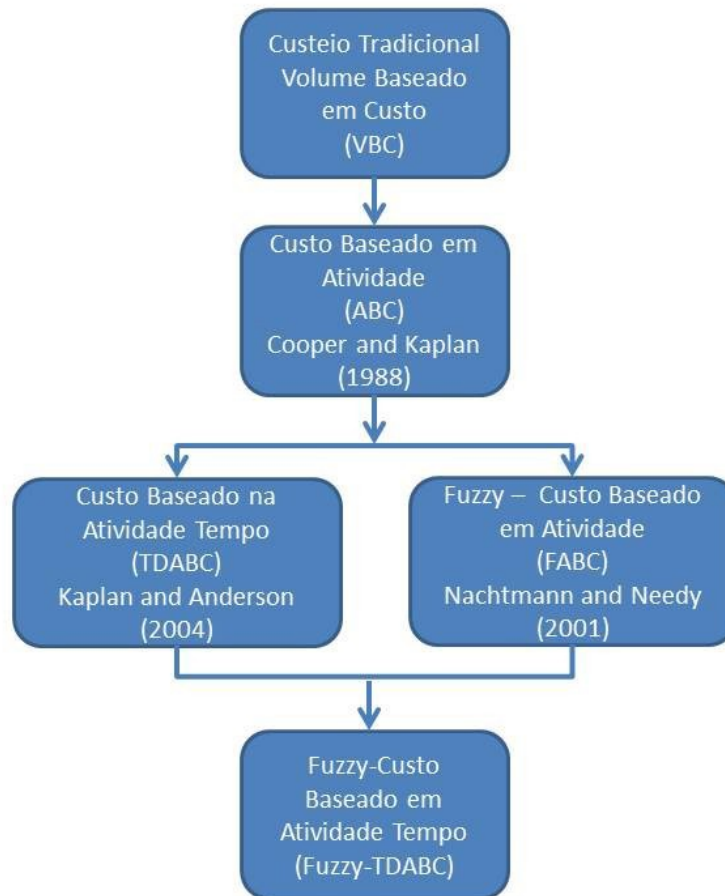 Custeio Tradicional
Volume Baseado
em Custo
(VBC)
Custo Baseado em
Atividade
(ABC)
Cooper and Kaplan
(1988)
Custo Baseado na
Atividade Tempo
(TDABC)
Kaplan and Anderson
(2004)
Fuzzy – Custo Baseado
em Atividade
(FABC)
Nachtmann and Needy
(2001)
Fuzzy-Custo
Baseado em
Atividade Tempo
(Fuzzy-TDABC)